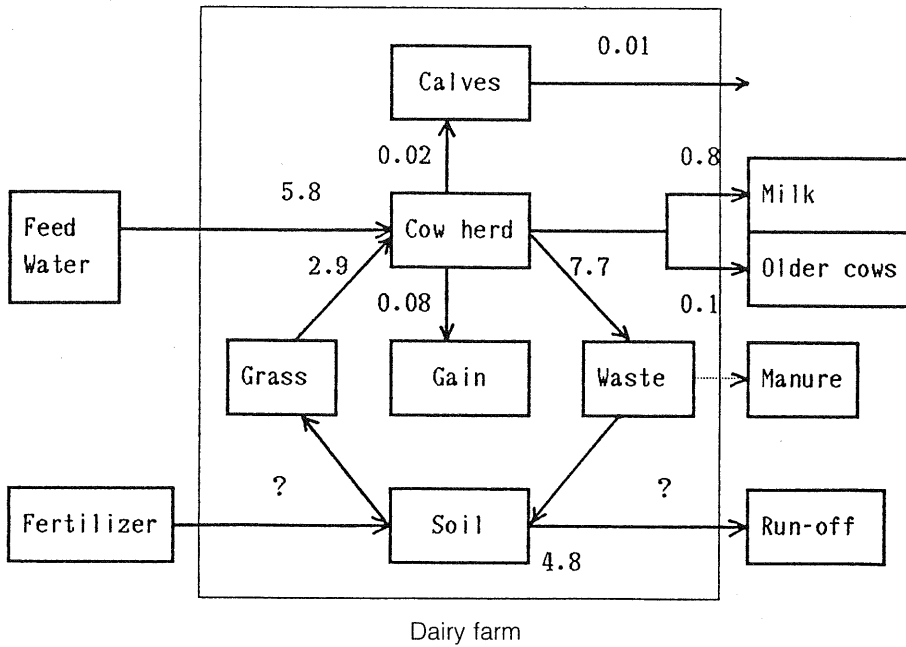 0.01
Calves
0.02
0.8
5.8
Milk
Feed
Water
Cow herd
2.9
7.7
Older cows
0.08
0.1
Grass
Gain
Waste
Manure
?
?
Fertilizer
Soil
Run-off
4.8
Dairy farm